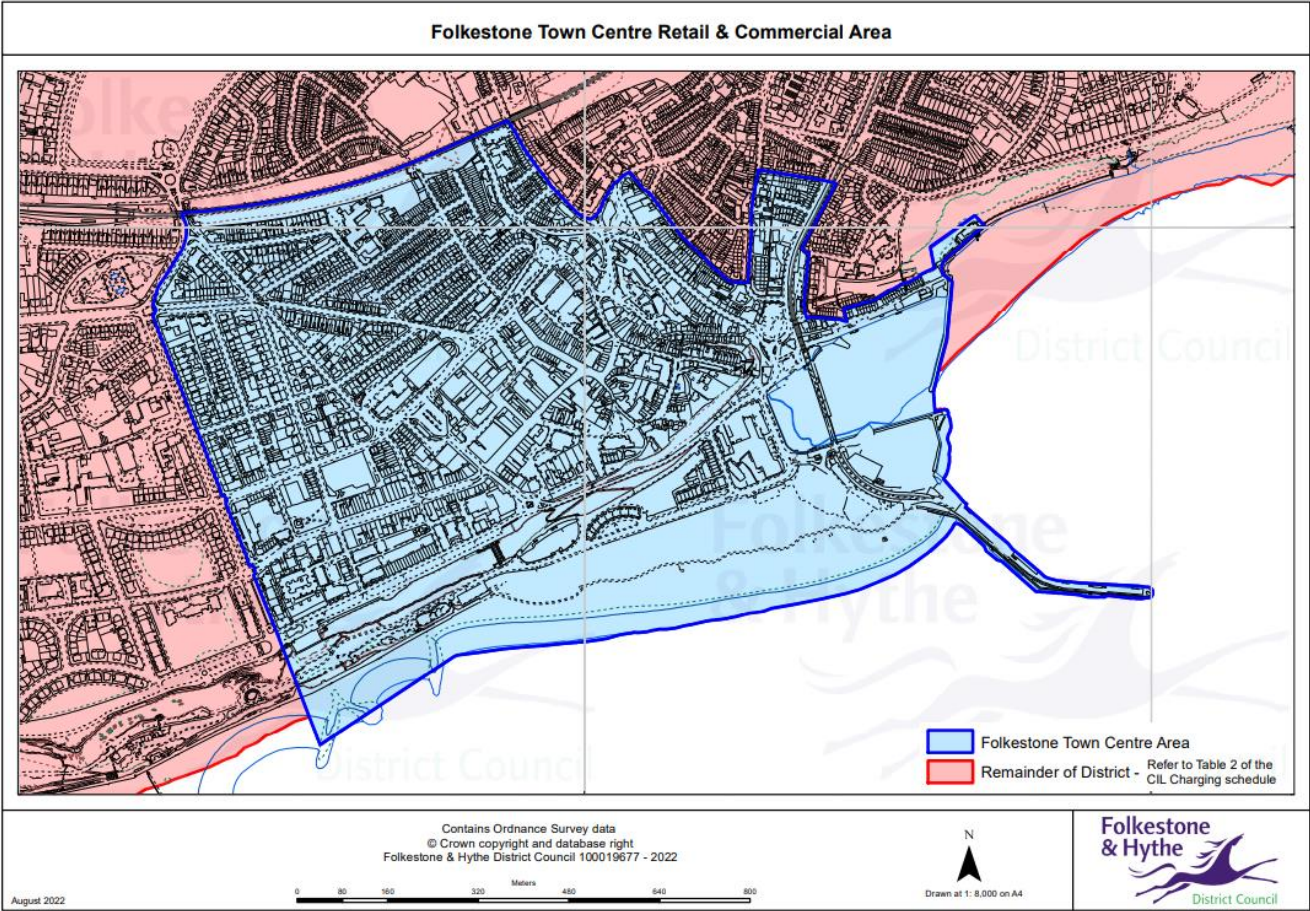 Folkestone Town Centre Retail & Commercial Area
Folkestone
& Hythe
District Council
District Council
Folkestone Town Centre Area
Remainder of District - Refer to Table 2 of the
CIL Charging schedule
Contains Ordnance Survey data
© Crown copyright and database right
Folkestone & Hythe District Council 100019677 - 2022
Meters
0 80 160 320 480 640 800
August 2022
N
Drawn at 1: 8,000 on A4
Folkestone
& Hythe
District Council